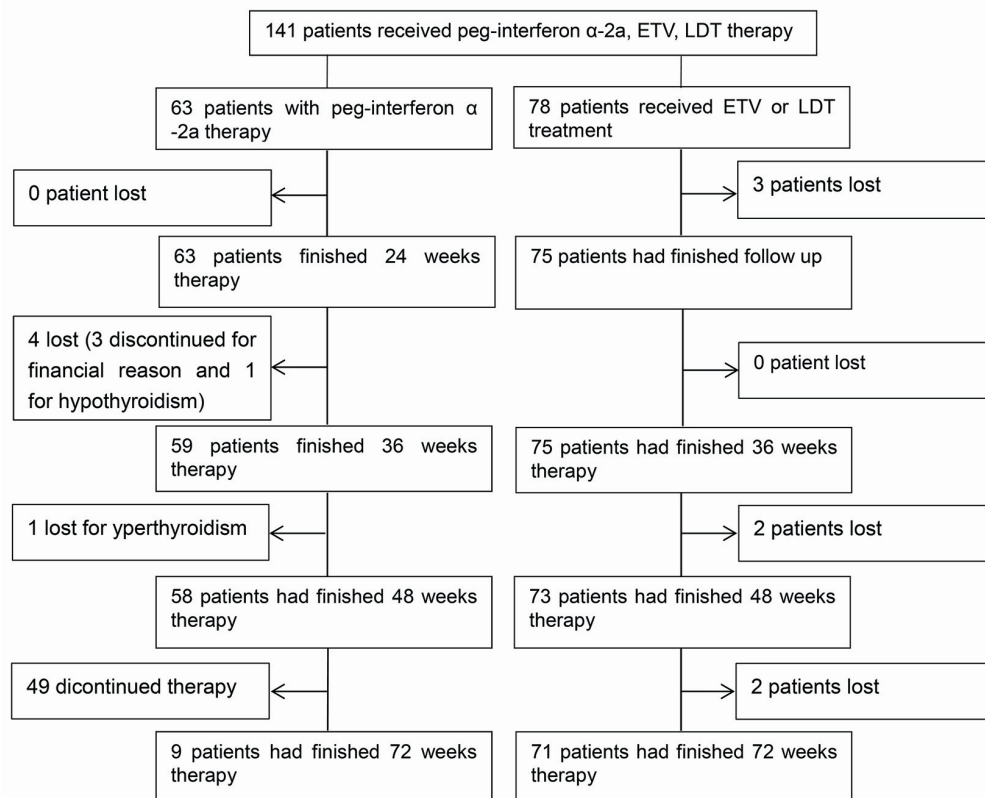 141 patients received peg-interferon α-2a, ETV, LDT therapy
63 patients with peg-interferon α
-2a therapy
78 patients received ETV or LDT
treatment
0 patient lost
3 patients lost
63 patients finished 24 weeks
therapy
75 patients had finished follow up
4 lost (3 discontinued for
financial reason and 1
for hypothyroidism)
0 patient lost
59 patients finished 36 weeks
therapy
75 patients had finished 36 weeks
therapy
1 lost for yperthyroidism
2 patients lost
58 patients had finished 48 weeks
therapy
73 patients had finished 48 weeks
therapy
49 dicontinued therapy
2 patients lost
9 patients had finished 72 weeks
therapy
71 patients had finished 72 weeks
therapy